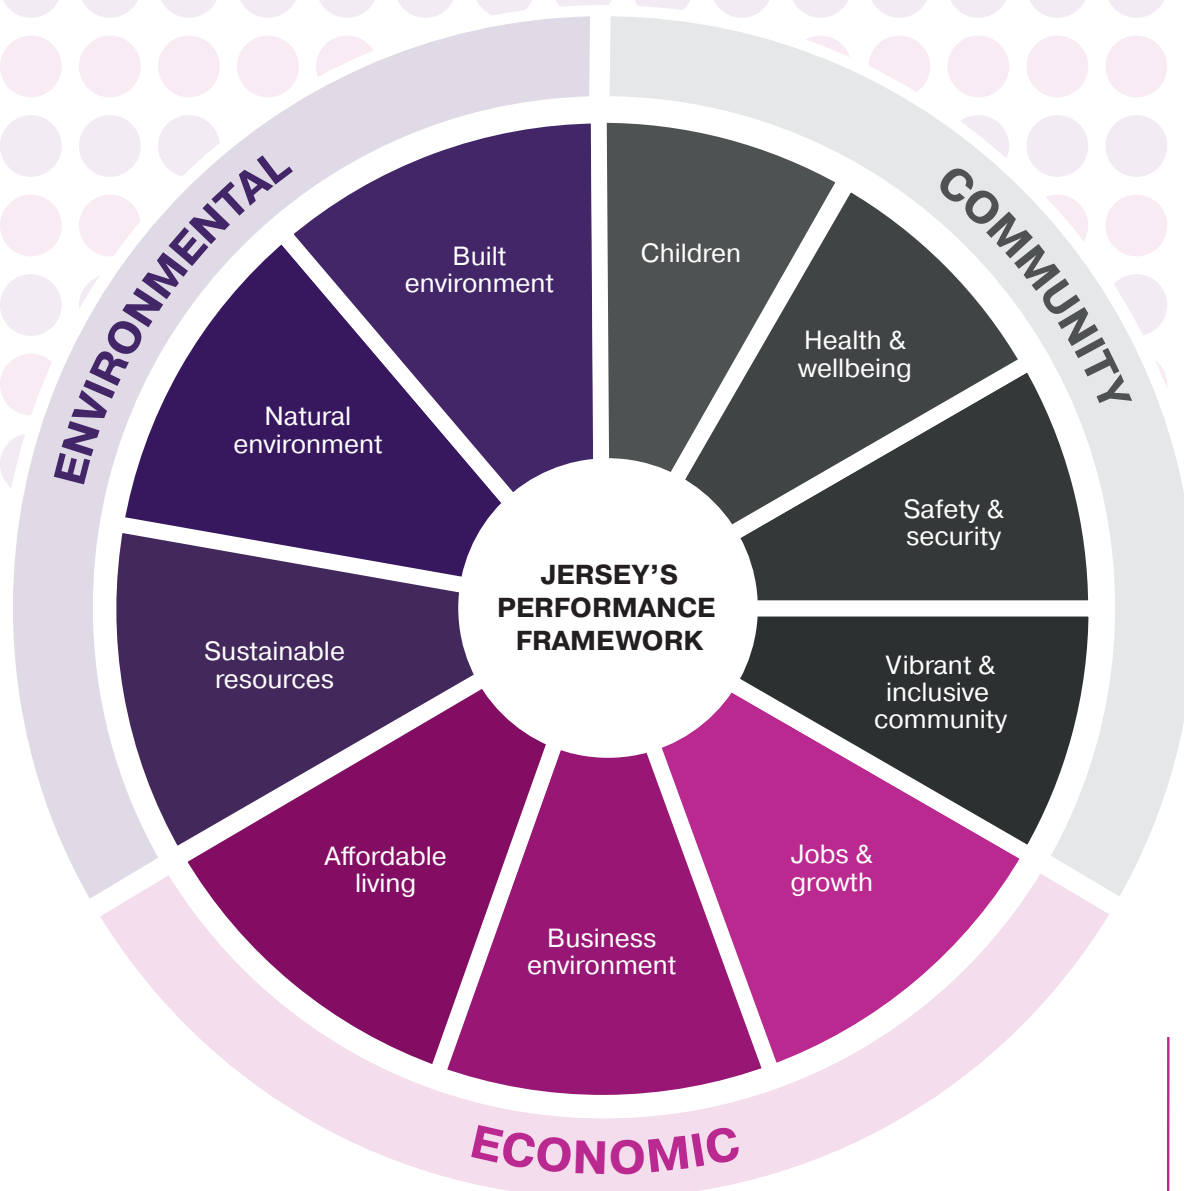 ENVIRONMENTAL
COMMUNITY
Built
environment
Children
Health &
wellbeing
Natural
environment
Safety &
security
JERSEY’S
PERFORMANCE
FRAMEWORK
Sustainable
resources
Vibrant &
inclusive
community
Affordable
living
Jobs &
growth
Business
environment
ECONOMIC